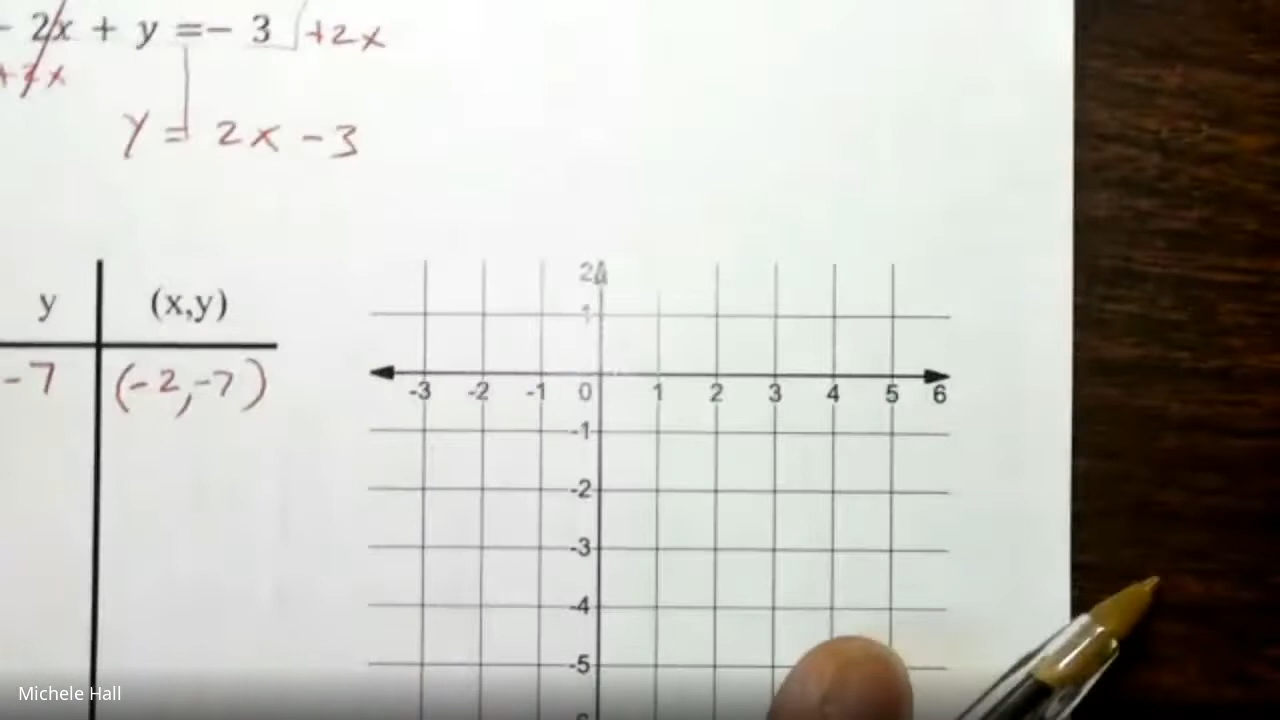 - 2x + y = - 3 +2x
+2x
y = 2x - 3
y (x,y)
-7 (-2,-7)
2
1
-3 -2 -1 0 1 2 3 4 5 6
-1
-2
-3
-4
-5
Michele Hall